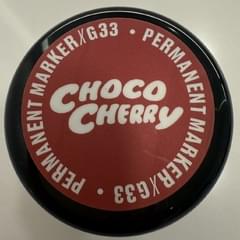 PERMANENT MARKER//G33 • PERMANENT MARKER//G33 •
CHOCO
CHERRY